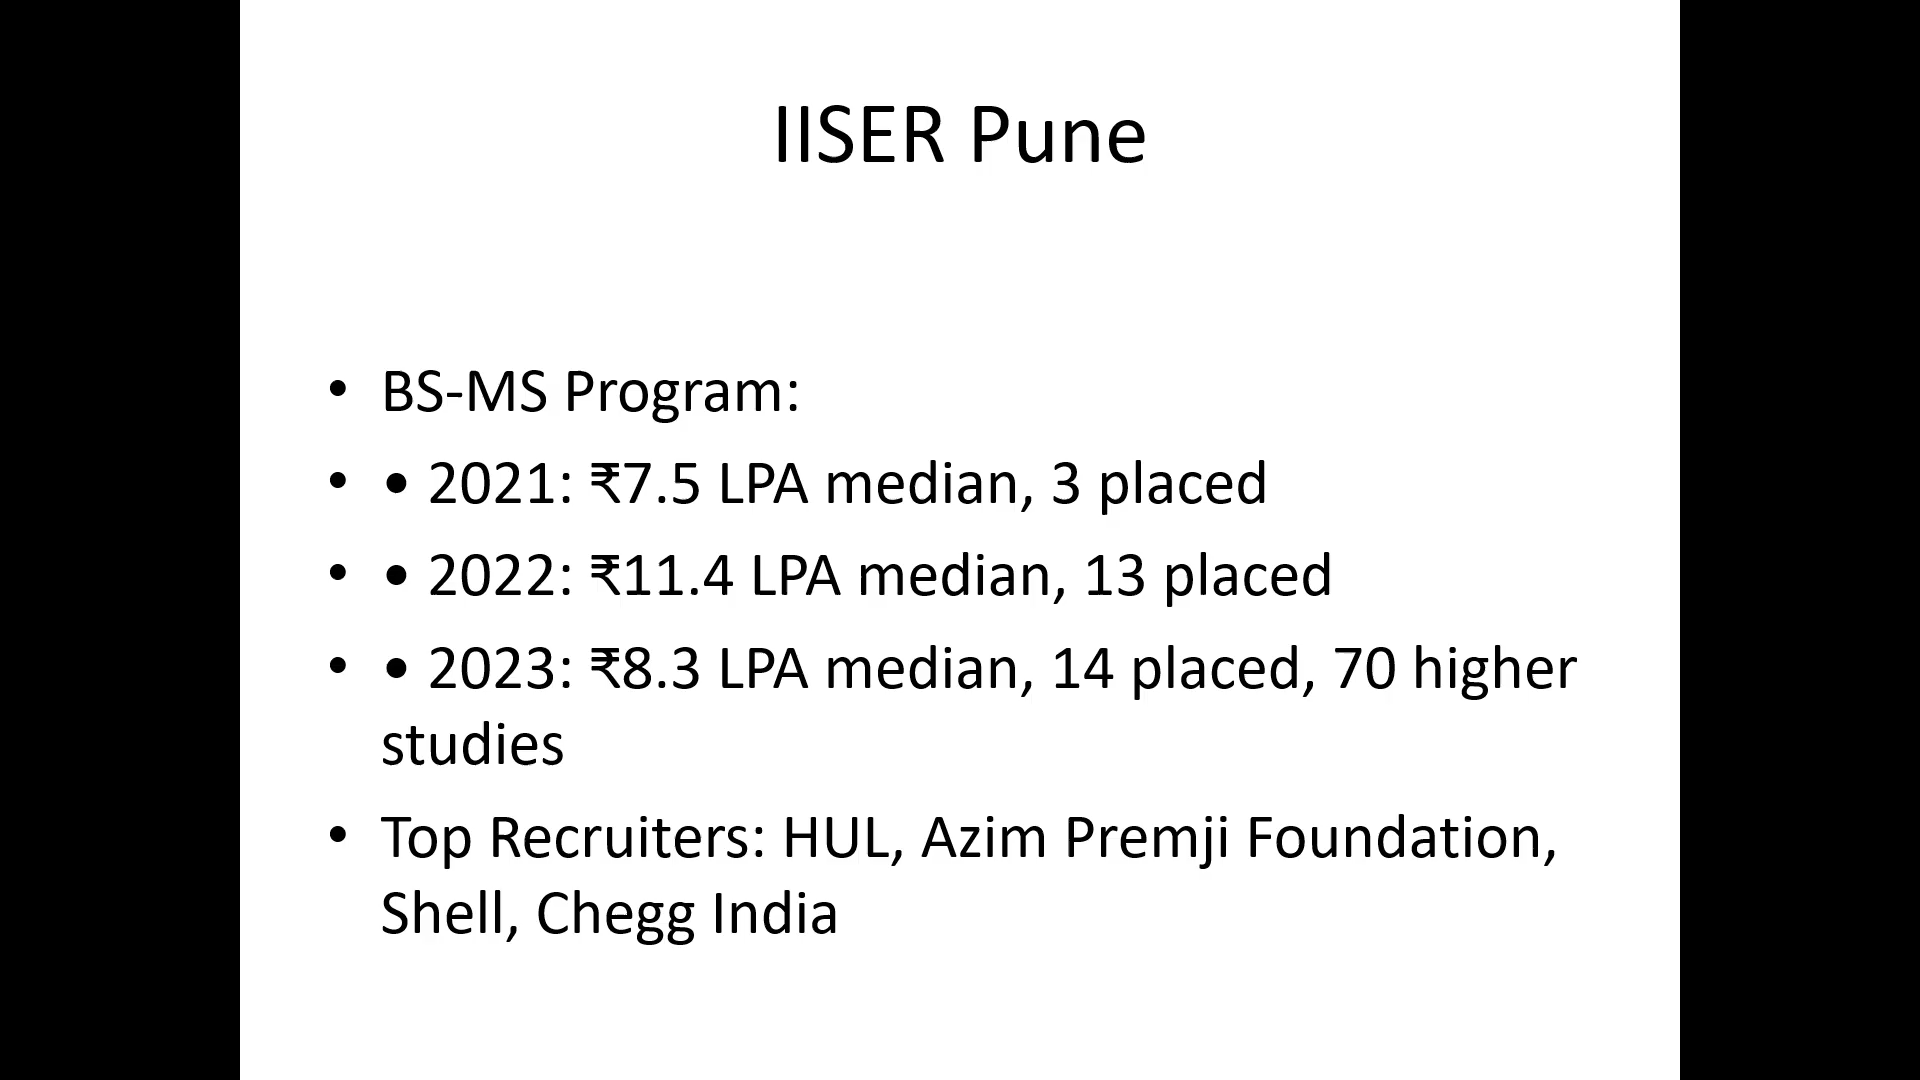 IISER Pune
• BS-MS Program:
• • 2021: ₹7.5 LPA median, 3 placed
• • 2022: ₹11.4 LPA median, 13 placed
• • 2023: ₹8.3 LPA median, 14 placed, 70 higher
studies
• Top Recruiters: HUL, Azim Premji Foundation,
Shell, Chegg India